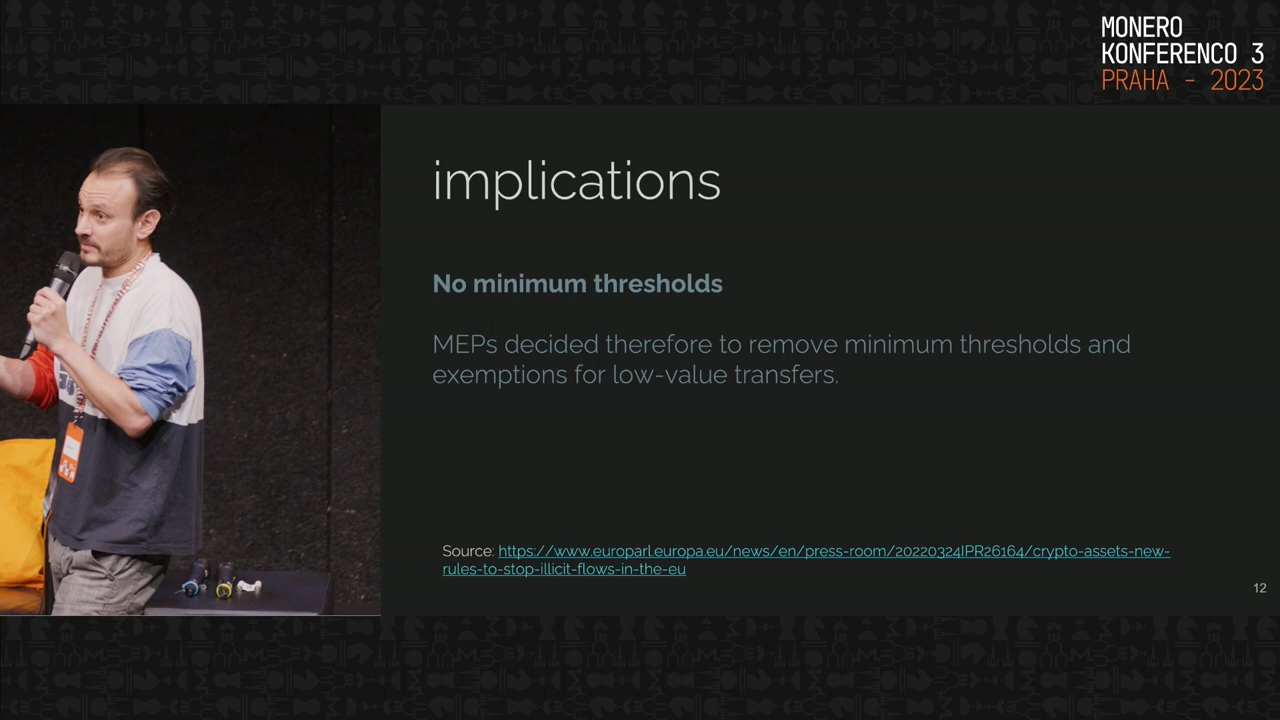 MONERO
KONFERENCO 3
PRAHA - 2023
implications
No minimum thresholds
MEPs decided therefore to remove minimum thresholds and
exemptions for low-value transfers.
Source: https://www.europarl.europa.eu/news/en/press-room/20220324IPR26164/crypto-assets-new-
rules-to-stop-illicit-flows-in-the-eu
12